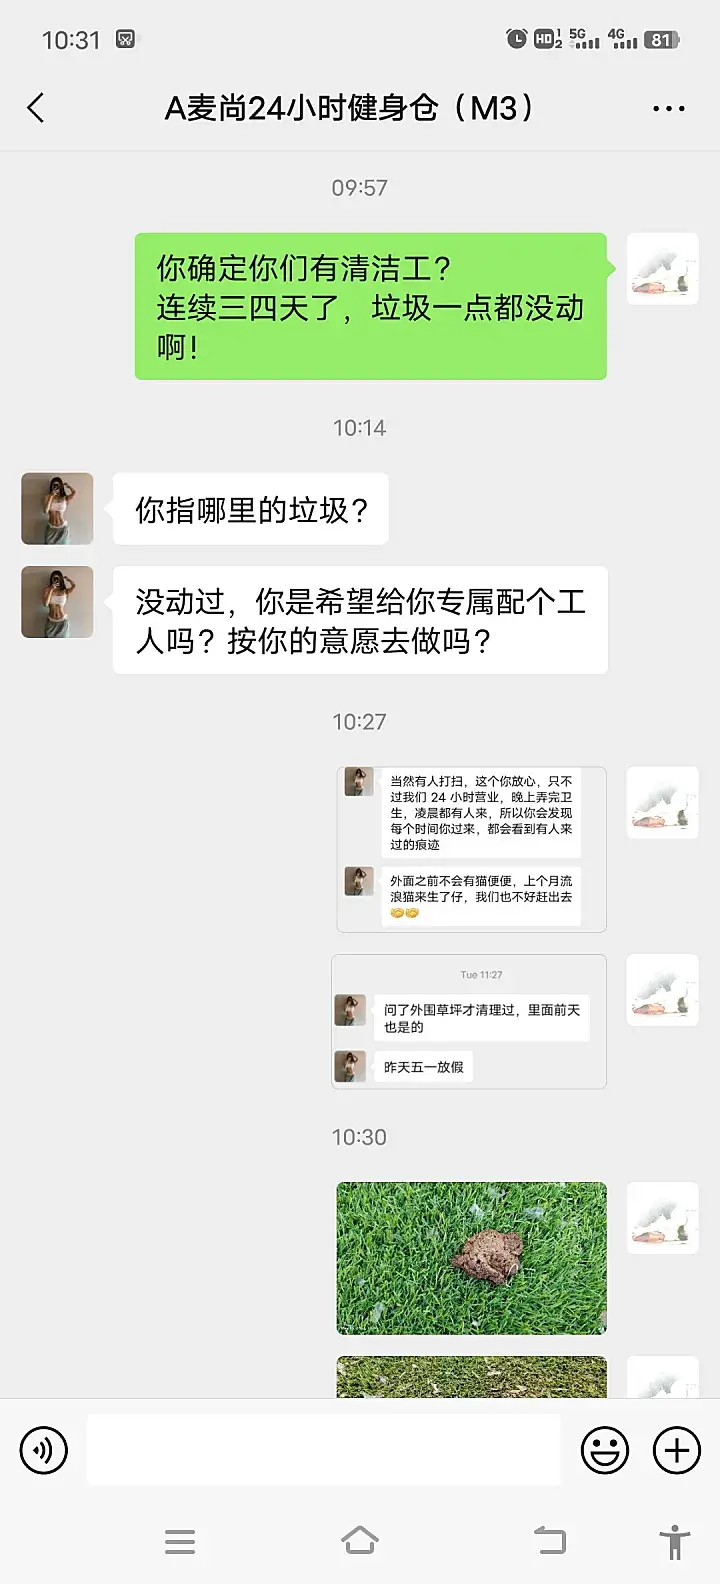 10:31
HD 1 2
5G
4G
81
A麦尚24小时健身仓（M3）
09:57
你确定你们有清洁工？
连续三四天了，垃圾一点都没动
啊！
10:14
你指哪里的垃圾？
没动过，你是希望给你专属配个工
人吗？按你的意愿去做吗？
10:27
当然有人打扫，这个你放心，只不
过我们 24 小时营业，晚上弄完卫
生，凌晨都有人来，所以你会发现
每个时间你过来，都会看到有人来
过的痕迹
外面之前不会有猫便便，上个月流
浪猫来生了仔，我们也不好赶出去
Tue 11:27
问了外围草坪才清理过，里面前天
也是的
昨天五一放假
10:30